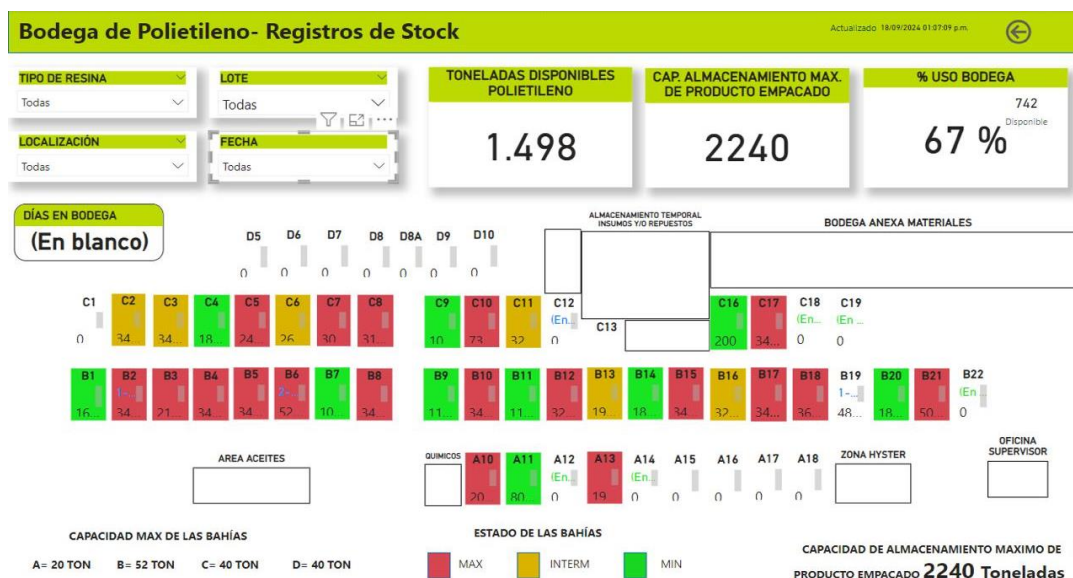 Bodega de Polietileno- Registros de Stock
Actualizado 18/09/2024 01:07:09 p.m.
TIPO DE RESINA
Todas
LOTE
Todas
LOCALIZACIÓN
Todas
FECHA
Todas
TONELADAS DISPONIBLES
POLIETILENO
1.498
CAP. ALMACENAMIENTO MAX.
DE PRODUCTO EMPACADO
2240
% USO BODEGA
742
Disponible
67 %
DÍAS EN BODEGA
(En blanco)
ALMACENAMIENTO TEMPORAL
INSUMOS Y/O REPUESTOS
BODEGA ANEXA MATERIALES
D5 D6 D7 D8 D8A D9 D10
0 0 0 0 0 0 0
C1 C2 C3 C4 C5 C6 C7 C8 C9 C10 C11 C12 C13 C16 C17 C18 C19
(En... (En... (En...
0 34... 34... 18... 24... 26... 30... 31... 10... 73... 32... 0 200 34... 0 0
B1 B2 B3 B4 B5 B6 B7 B8 B9 B10 B11 B12 B13 B14 B15 B16 B17 B18 B19 B20 B21 B22
1-... 2-... 1-... (En
16... 34... 21... 34... 34... 52... 10... 34... 11... 34... 11... 32... 19... 18... 34... 32... 34... 36... 48... 18... 50... 0
AREA ACEITES
QUIMICOS
A10 A11 A12 A13 A14 A15 A16 A17 A18
(En... (En...
20... 80... 0 19... 0 0 0 0 0
ZONA HYSTER
OFICINA
SUPERVISOR
CAPACIDAD MAX DE LAS BAHÍAS
A= 20 TON B= 52 TON C= 40 TON D= 40 TON
ESTADO DE LAS BAHÍAS
MAX INTERM MIN
CAPACIDAD DE ALMACENAMIENTO MAXIMO DE
PRODUCTO EMPACADO 2240 Toneladas